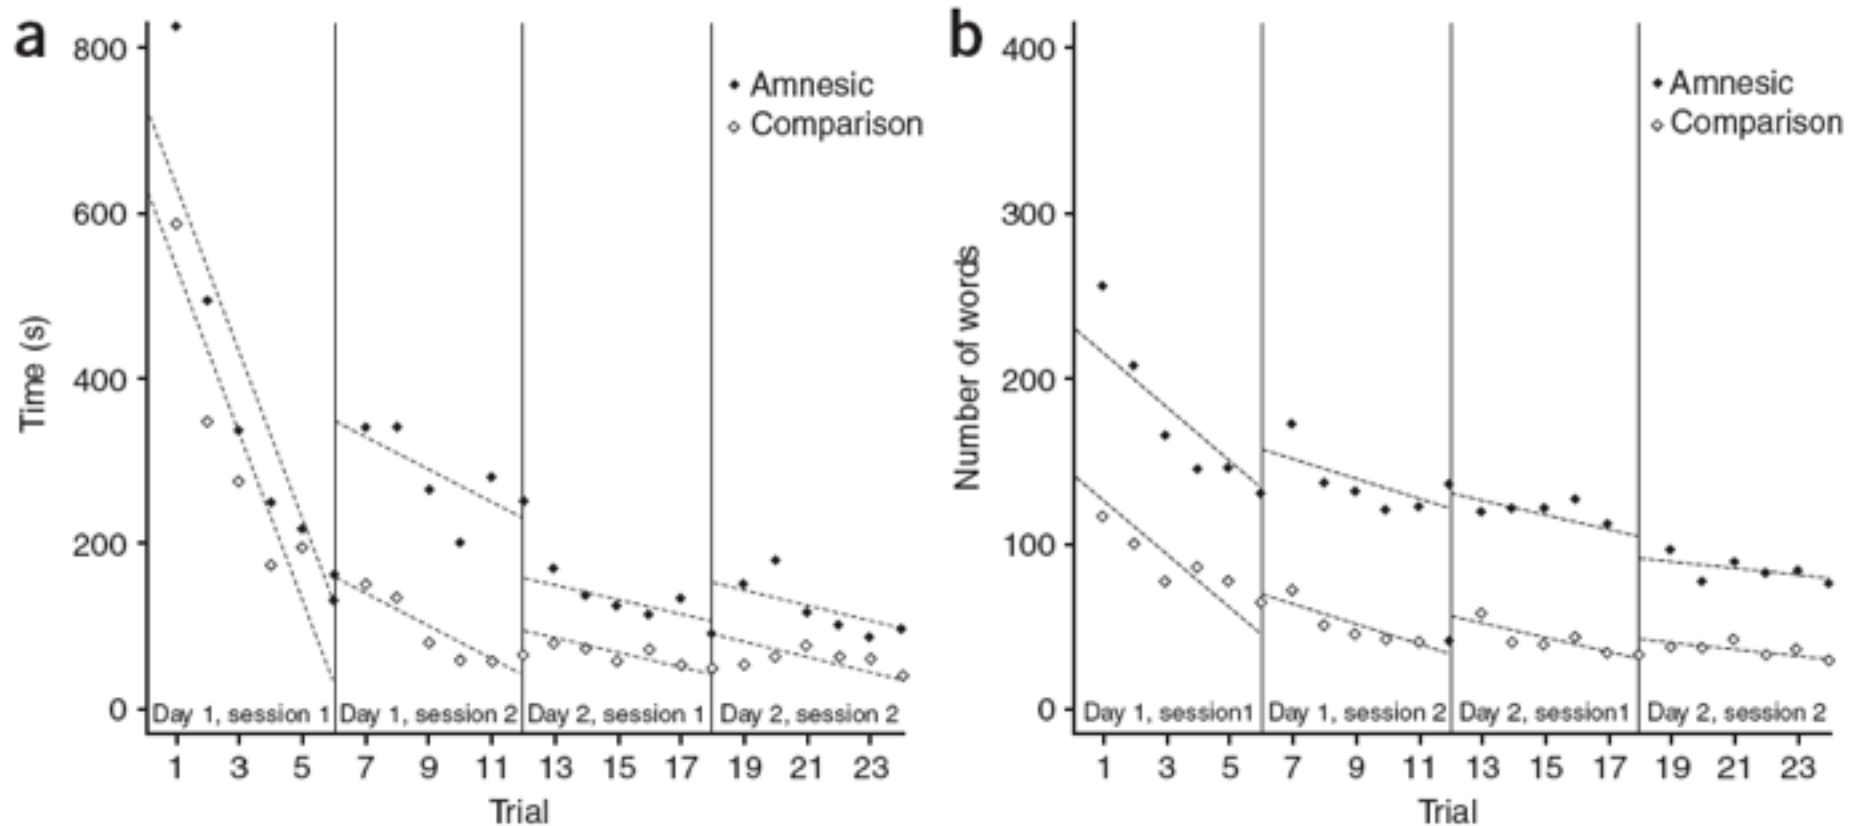 a
800
600
400
200
0
Time (s)
Amnesic
Comparison
Day 1, session 1
Day 1, session 2
Day 2, session 1
Day 2, session 2
1 3 5 7 9 11 13 15 17 19 21 23
Trial
b
400
300
200
100
0
Number of words
Amnesic
Comparison
Day 1, session1
Day 1, session 2
Day 2, session1
Day 2, session 2
1 3 5 7 9 11 13 15 17 19 21 23
Trial